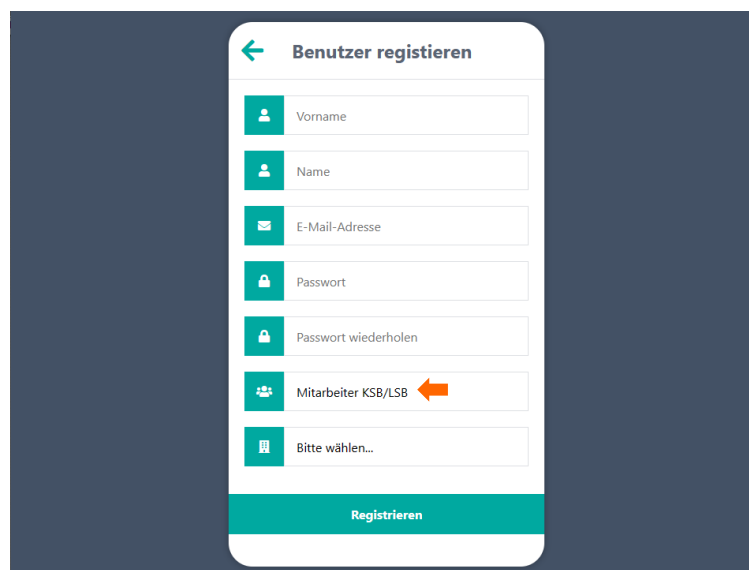 Benutzer registieren
Vorname
Name
E-Mail-Adresse
Passwort
Passwort wiederholen
Mitarbeiter KSB/LSB
Bitte wählen...
Registrieren